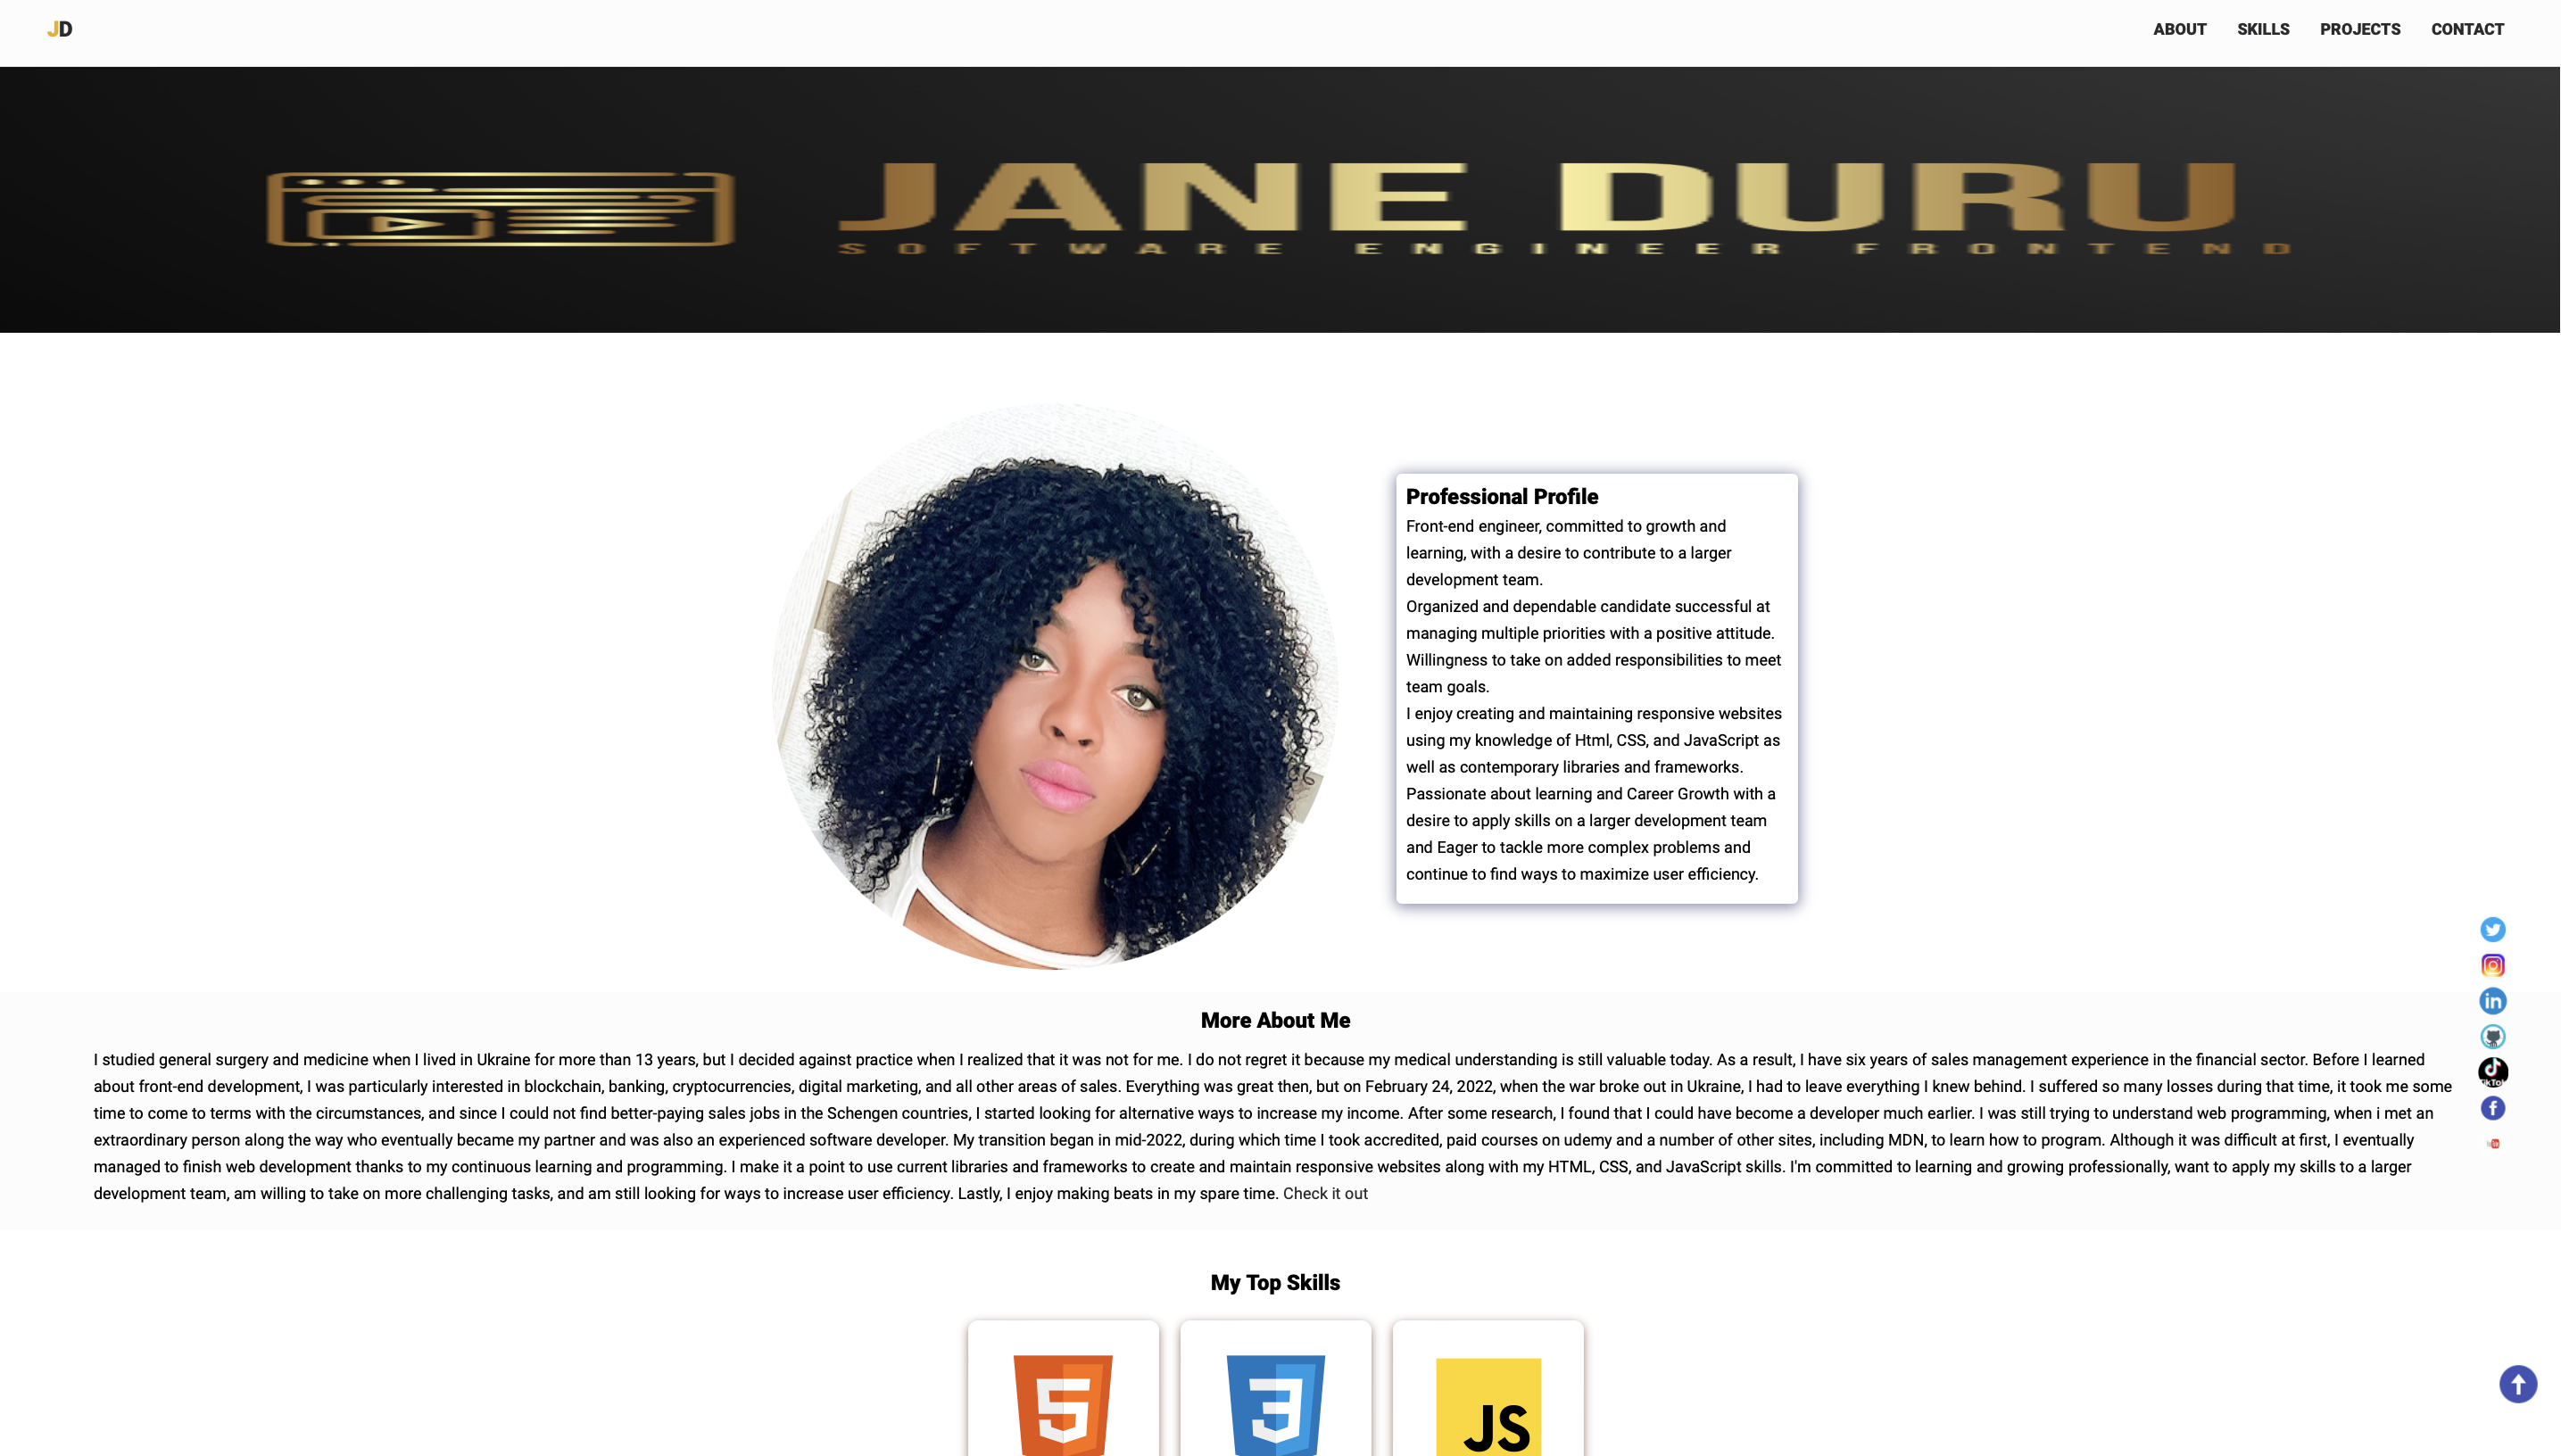 JD
ABOUT SKILLS PROJECTS CONTACT
JANE DURU
SOFTWARE ENGINEER FRONTEND
Professional Profile
Front-end engineer, committed to growth and
learning, with a desire to contribute to a larger
development team.
Organized and dependable candidate successful at
managing multiple priorities with a positive attitude.
Willingness to take on added responsibilities to meet
team goals.
I enjoy creating and maintaining responsive websites
using my knowledge of Html, CSS, and JavaScript as
well as contemporary libraries and frameworks.
Passionate about learning and Career Growth with a
desire to apply skills on a larger development team
and Eager to tackle more complex problems and
continue to find ways to maximize user efficiency.
in
f
More About Me
I studied general surgery and medicine when I lived in Ukraine for more than 13 years, but I decided against practice when I realized that it was not for me. I do not regret it because my medical understanding is still valuable today. As a result, I have six years of sales management experience in the financial sector. Before I learned
about front-end development, I was particularly interested in blockchain, banking, cryptocurrencies, digital marketing, and all other areas of sales. Everything was great then, but on February 24, 2022, when the war broke out in Ukraine, I had to leave everything I knew behind. I suffered so many losses during that time, it took me some
time to come to terms with the circumstances, and since I could not find better-paying sales jobs in the Schengen countries, I started looking for alternative ways to increase my income. After some research, I found that I could have become a developer much earlier. I was still trying to understand web programming, when i met an
extraordinary person along the way who eventually became my partner and was also an experienced software developer. My transition began in mid-2022, during which time I took accredited, paid courses on udemy and a number of other sites, including MDN, to learn how to program. Although it was difficult at first, I eventually
managed to finish web development thanks to my continuous learning and programming. I make it a point to use current libraries and frameworks to create and maintain responsive websites along with my HTML, CSS, and JavaScript skills. I'm committed to learning and growing professionally, want to apply my skills to a larger
development team, am willing to take on more challenging tasks, and am still looking for ways to increase user efficiency. Lastly, I enjoy making beats in my spare time. Check it out
My Top Skills
5 3 JS